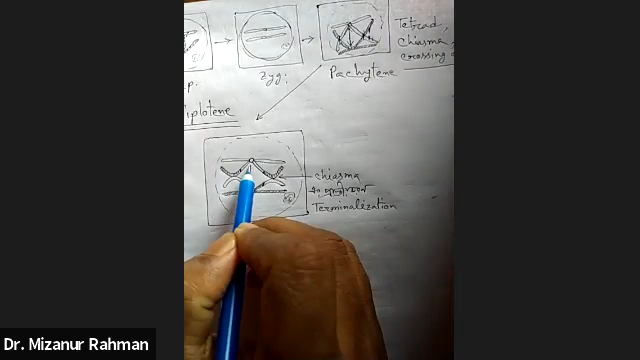 Tetrad,
chiasma,
crossing
p.
Zyg:
Pachytene
iplotene
chiasma
Terminalization
Dr. Mizanur Rahman